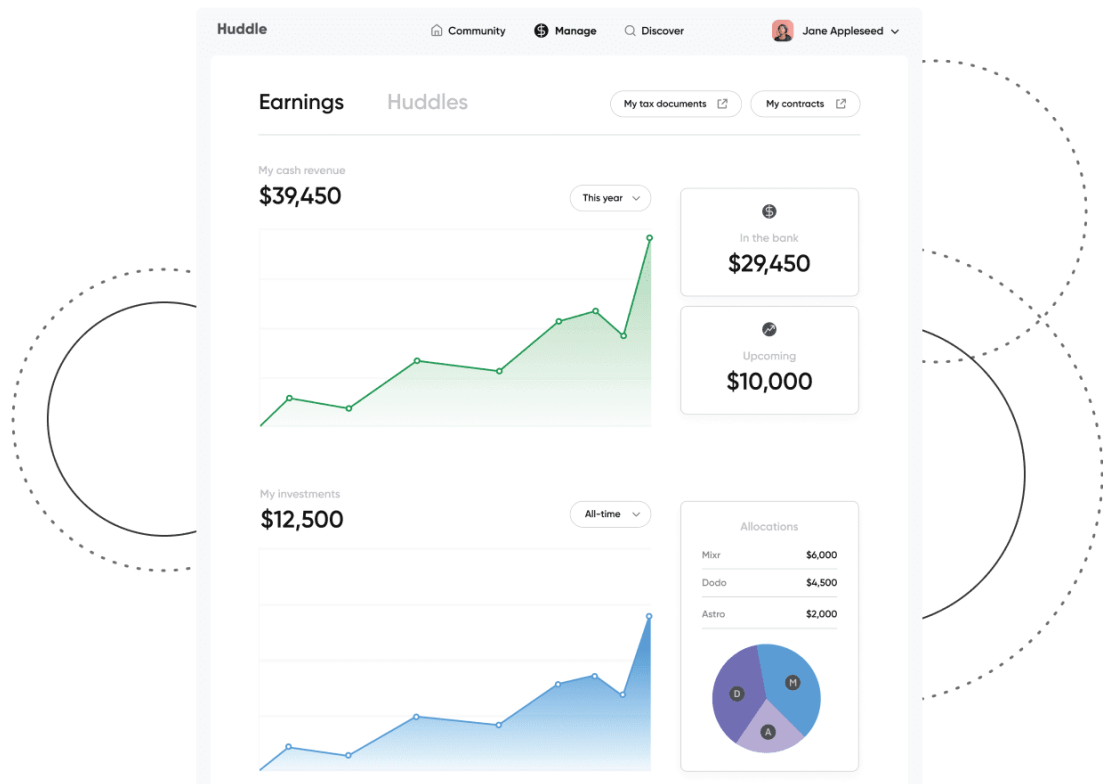 Huddle
Community Manage Discover
Jane Appleseed
Earnings Huddles
My tax documents My contracts
My cash revenue
$39,450
This year
In the bank
$29,450
Upcoming
$10,000
My investments
$12,500
All-time
Allocations
Mixr $6,000
Dodo $4,500
Astro $2,000
M
D
A